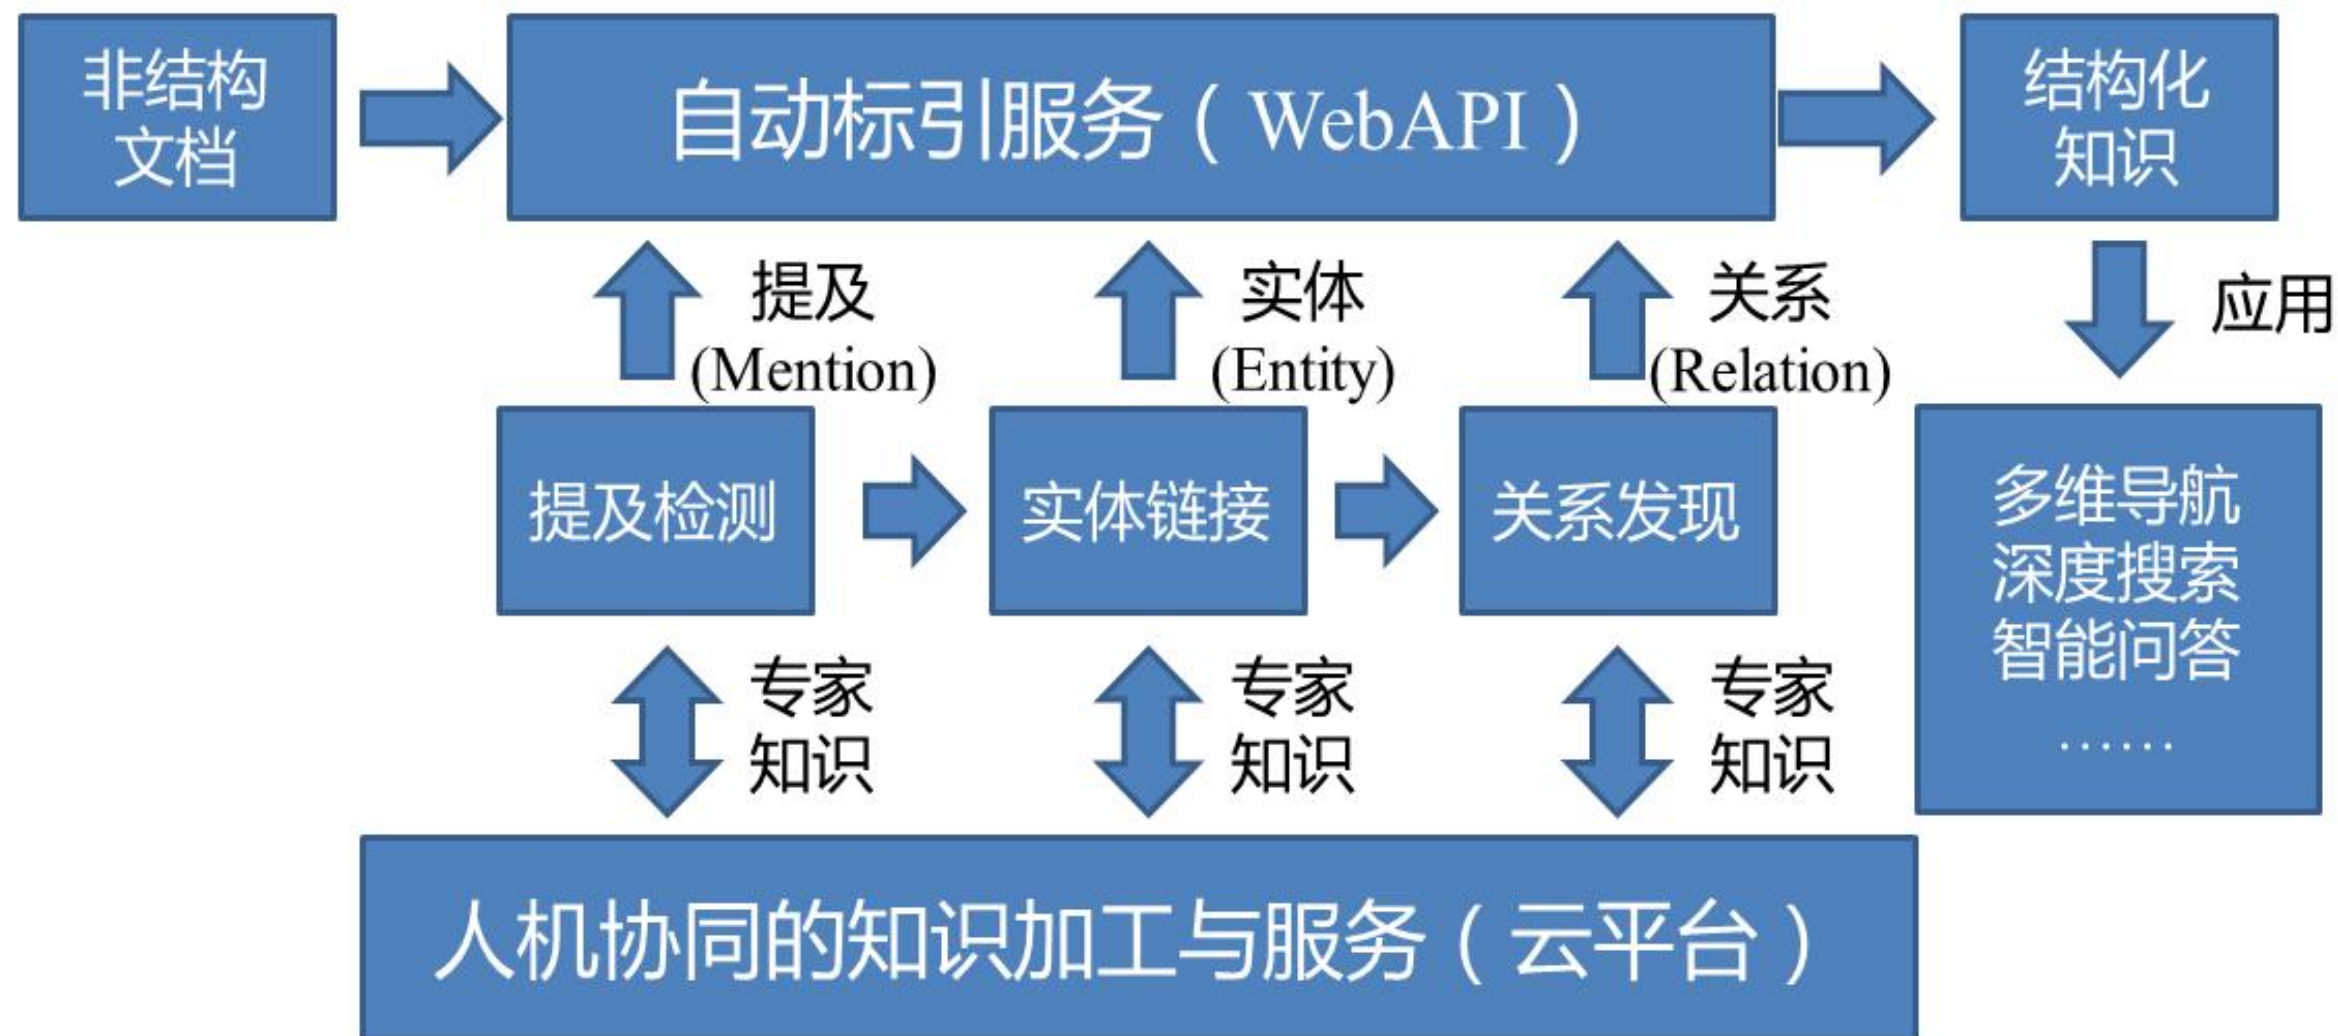 非结构
文档
自动标引服务（WebAPI）
结构化
知识
提及
(Mention)
实体
(Entity)
关系
(Relation)
应用
提及检测
实体链接
关系发现
多维导航
深度搜索
智能问答
……
专家
知识
专家
知识
专家
知识
人机协同的知识加工与服务（云平台）